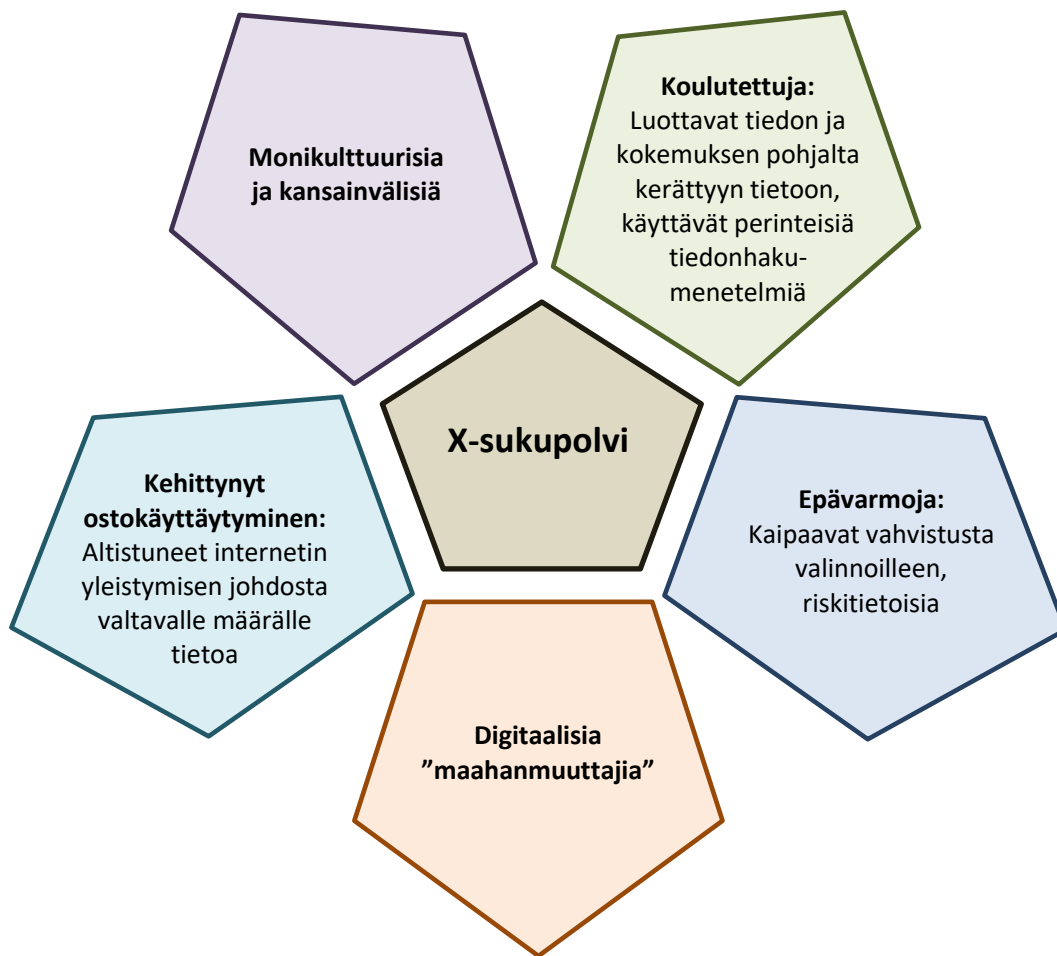 Monikulttuurisia
ja kansainvälisiä
Koulutettuja:
Luottavat tiedon ja
kokemuksen pohjalta
kerättyyn tietoon,
käyttävät perinteisiä
tiedonhaku-
menetelmiä
X-sukupolvi
Kehittynyt
ostokäyttäytyminen:
Altistuneet internetin
yleistymisen johdosta
valtavalle määrälle
tietoa
Epävarmoja:
Kaipaavat vahvistusta
valinnoilleen,
riskitietoisia
Digitaalisia
”maahanmuuttajia”